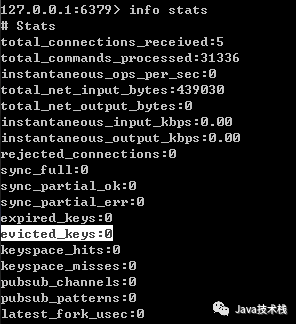 127.0.0.1:6379> info stats
# Stats
total_connections_received:5
total_commands_processed:31336
instantaneous_ops_per_sec:0
total_net_input_bytes:439030
total_net_output_bytes:0
instantaneous_input_kbps:0.00
instantaneous_output_kbps:0.00
rejected_connections:0
sync_full:0
sync_partial_ok:0
sync_partial_err:0
expired_keys:0
evicted_keys:0
keyspace_hits:0
keyspace_misses:0
pubsub_channels:0
pubsub_patterns:0
latest_fork_usec:0
Java技术栈